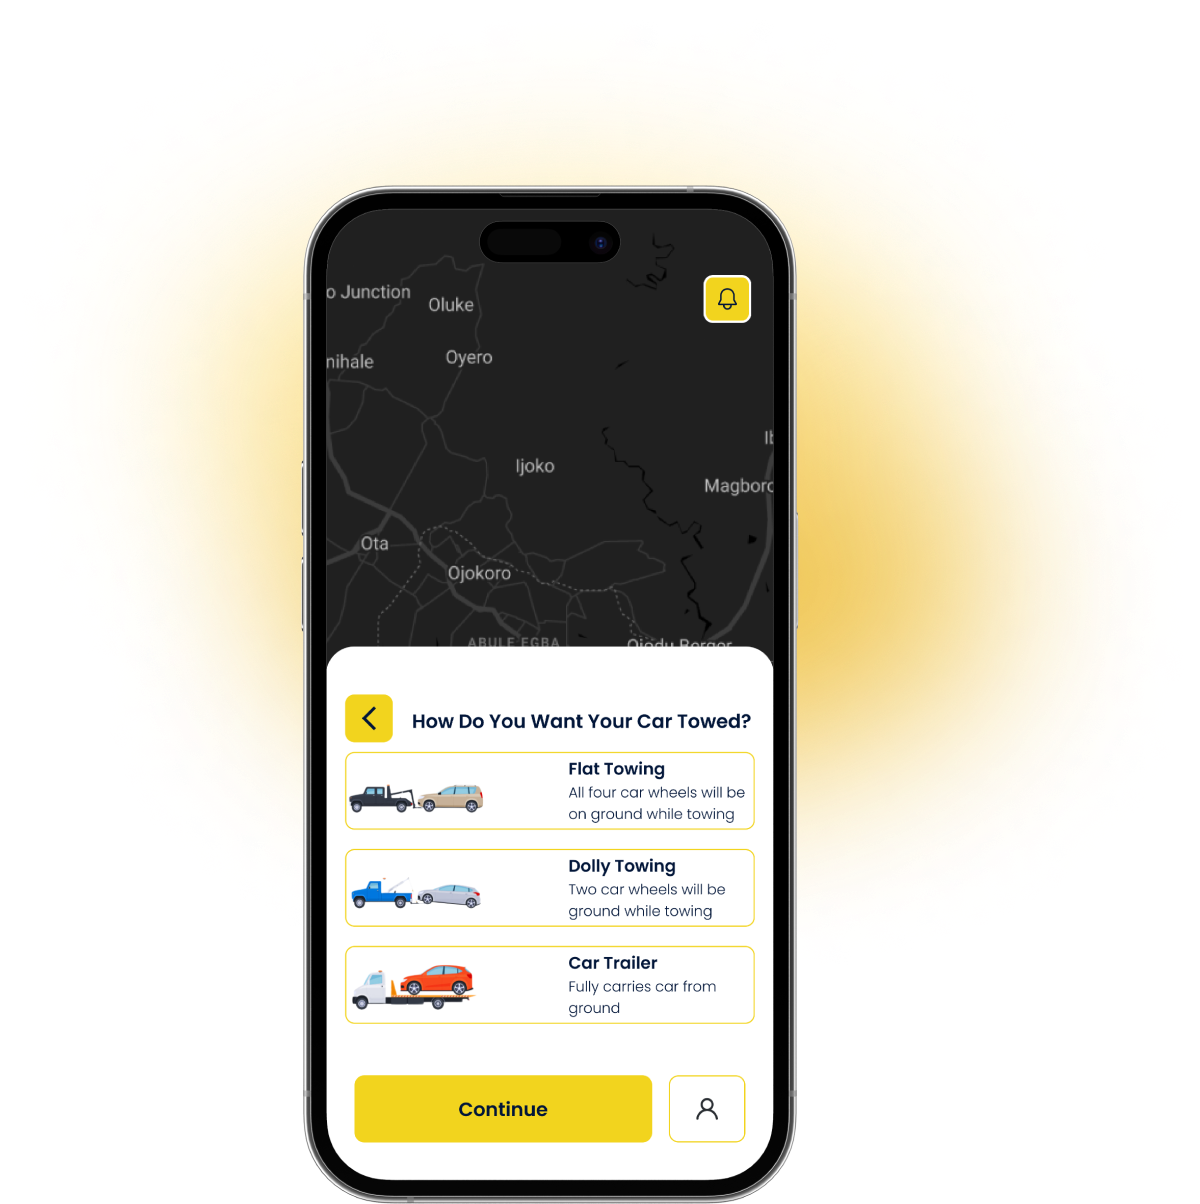 o Junction
Oluke
nihale
Oyero
Ijoko
Magboro
Ota
Ojokoro
ABULE EGBA
Ojodu Berger
How Do You Want Your Car Towed?
Flat Towing
All four car wheels will be
on ground while towing
Dolly Towing
Two car wheels will be
ground while towing
Car Trailer
Fully carries car from
ground
Continue